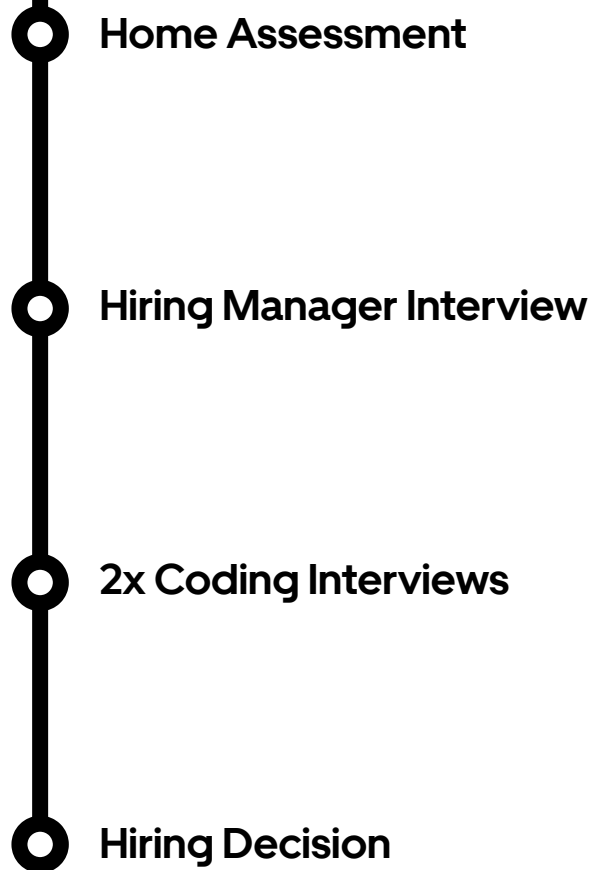 Home Assessment
Hiring Manager Interview
2x Coding Interviews
Hiring Decision